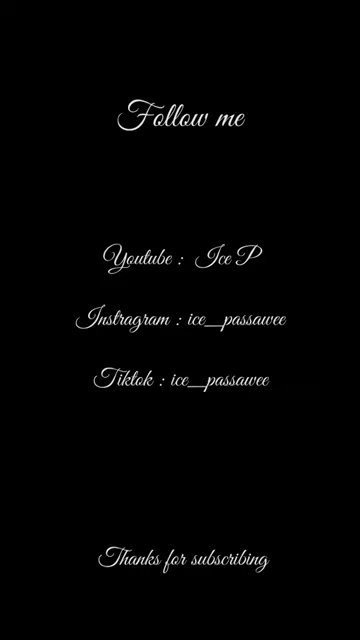 Follow me
Youtube : Ice P
Instragram : ice_passawee
Tiktok : ice_passawee
Thanks for subscribing